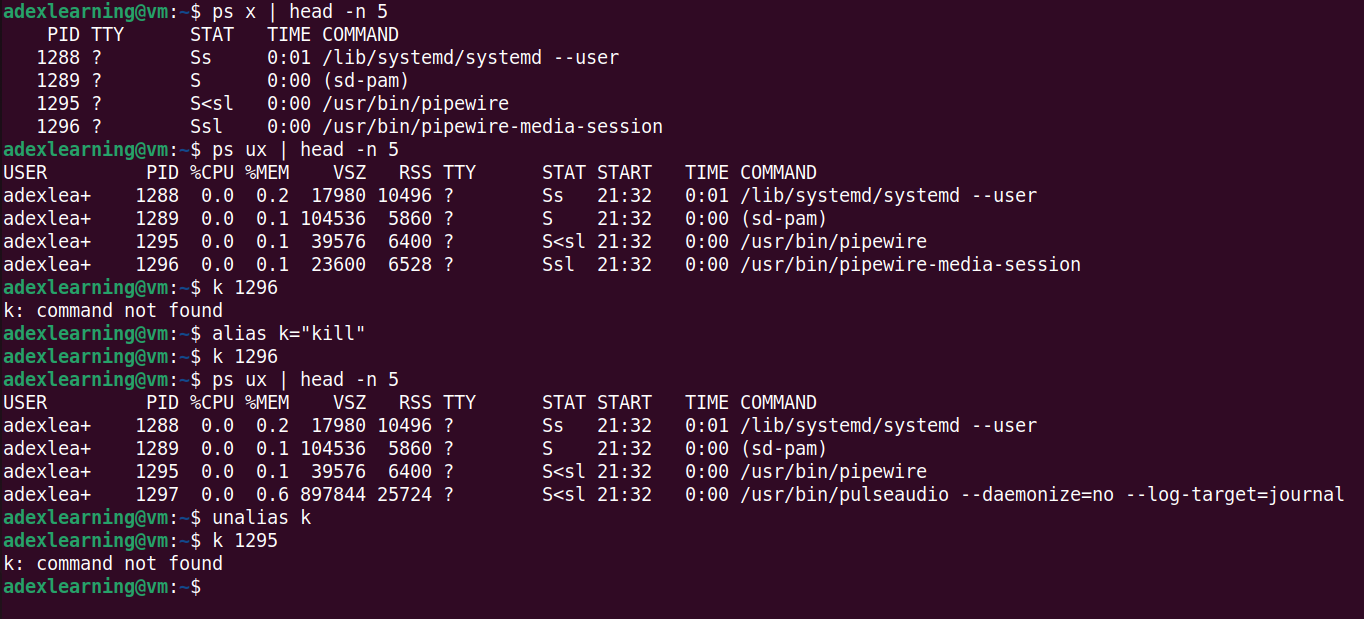 adexlearning@vm:~$ ps x | head -n 5
    PID TTY      STAT   TIME COMMAND
   1288 ?        Ss     0:01 /lib/systemd/systemd --user
   1289 ?        S      0:00 (sd-pam)
   1295 ?        S<sl   0:00 /usr/bin/pipewire
   1296 ?        Ssl    0:00 /usr/bin/pipewire-media-session
adexlearning@vm:~$ ps ux | head -n 5
USER         PID %CPU %MEM    VSZ   RSS TTY      STAT START   TIME COMMAND
adexlea+    1288  0.0  0.2  17980 10496 ?        Ss   21:32   0:01 /lib/systemd/systemd --user
adexlea+    1289  0.0  0.1 104536  5860 ?        S    21:32   0:00 (sd-pam)
adexlea+    1295  0.0  0.1  39576  6400 ?        S<sl 21:32   0:00 /usr/bin/pipewire
adexlea+    1296  0.0  0.1  23600  6528 ?        Ssl  21:32   0:00 /usr/bin/pipewire-media-session
adexlearning@vm:~$ k 1296
k: command not found
adexlearning@vm:~$ alias k="kill"
adexlearning@vm:~$ k 1296
adexlearning@vm:~$ ps ux | head -n 5
USER         PID %CPU %MEM    VSZ   RSS TTY      STAT START   TIME COMMAND
adexlea+    1288  0.0  0.2  17980 10496 ?        Ss   21:32   0:01 /lib/systemd/systemd --user
adexlea+    1289  0.0  0.1 104536  5860 ?        S    21:32   0:00 (sd-pam)
adexlea+    1295  0.0  0.1  39576  6400 ?        S<sl 21:32   0:00 /usr/bin/pipewire
adexlea+    1297  0.0  0.6 897844 25724 ?        S<sl 21:32   0:00 /usr/bin/pulseaudio --daemonize=no --log-target=journal
adexlearning@vm:~$ unalias k
adexlearning@vm:~$ k 1295
k: command not found
adexlearning@vm:~$